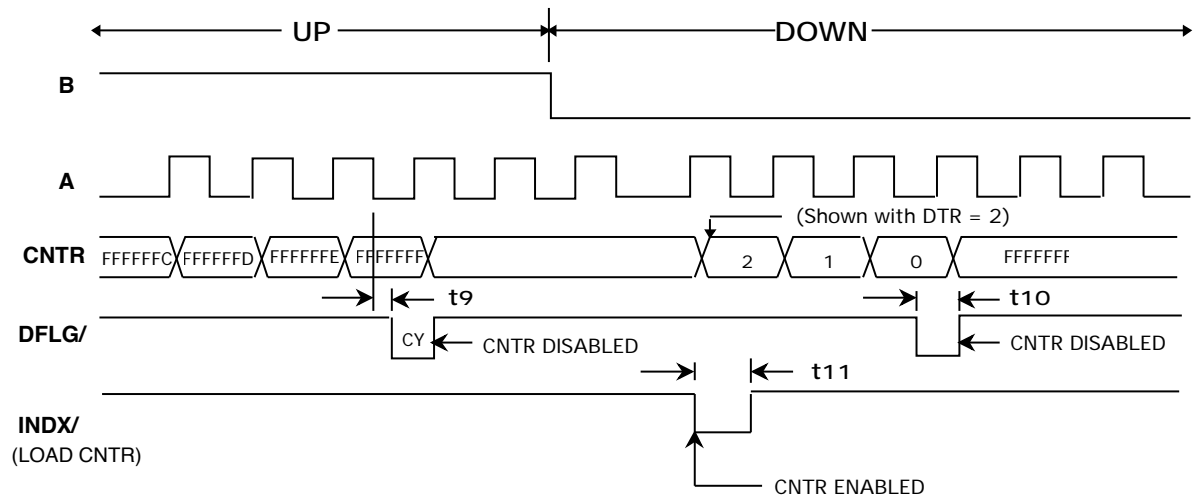 UP
DOWN
B
A
(Shown with DTR = 2)
CNTR
FFFFFFC
FFFFFFD
FFFFFFE
FFFFFFF
2
1
0
FFFFFFF
t9
t10
DFLG/
CY
CNTR DISABLED
CNTR DISABLED
t11
INDX/
(LOAD CNTR)
CNTR ENABLED